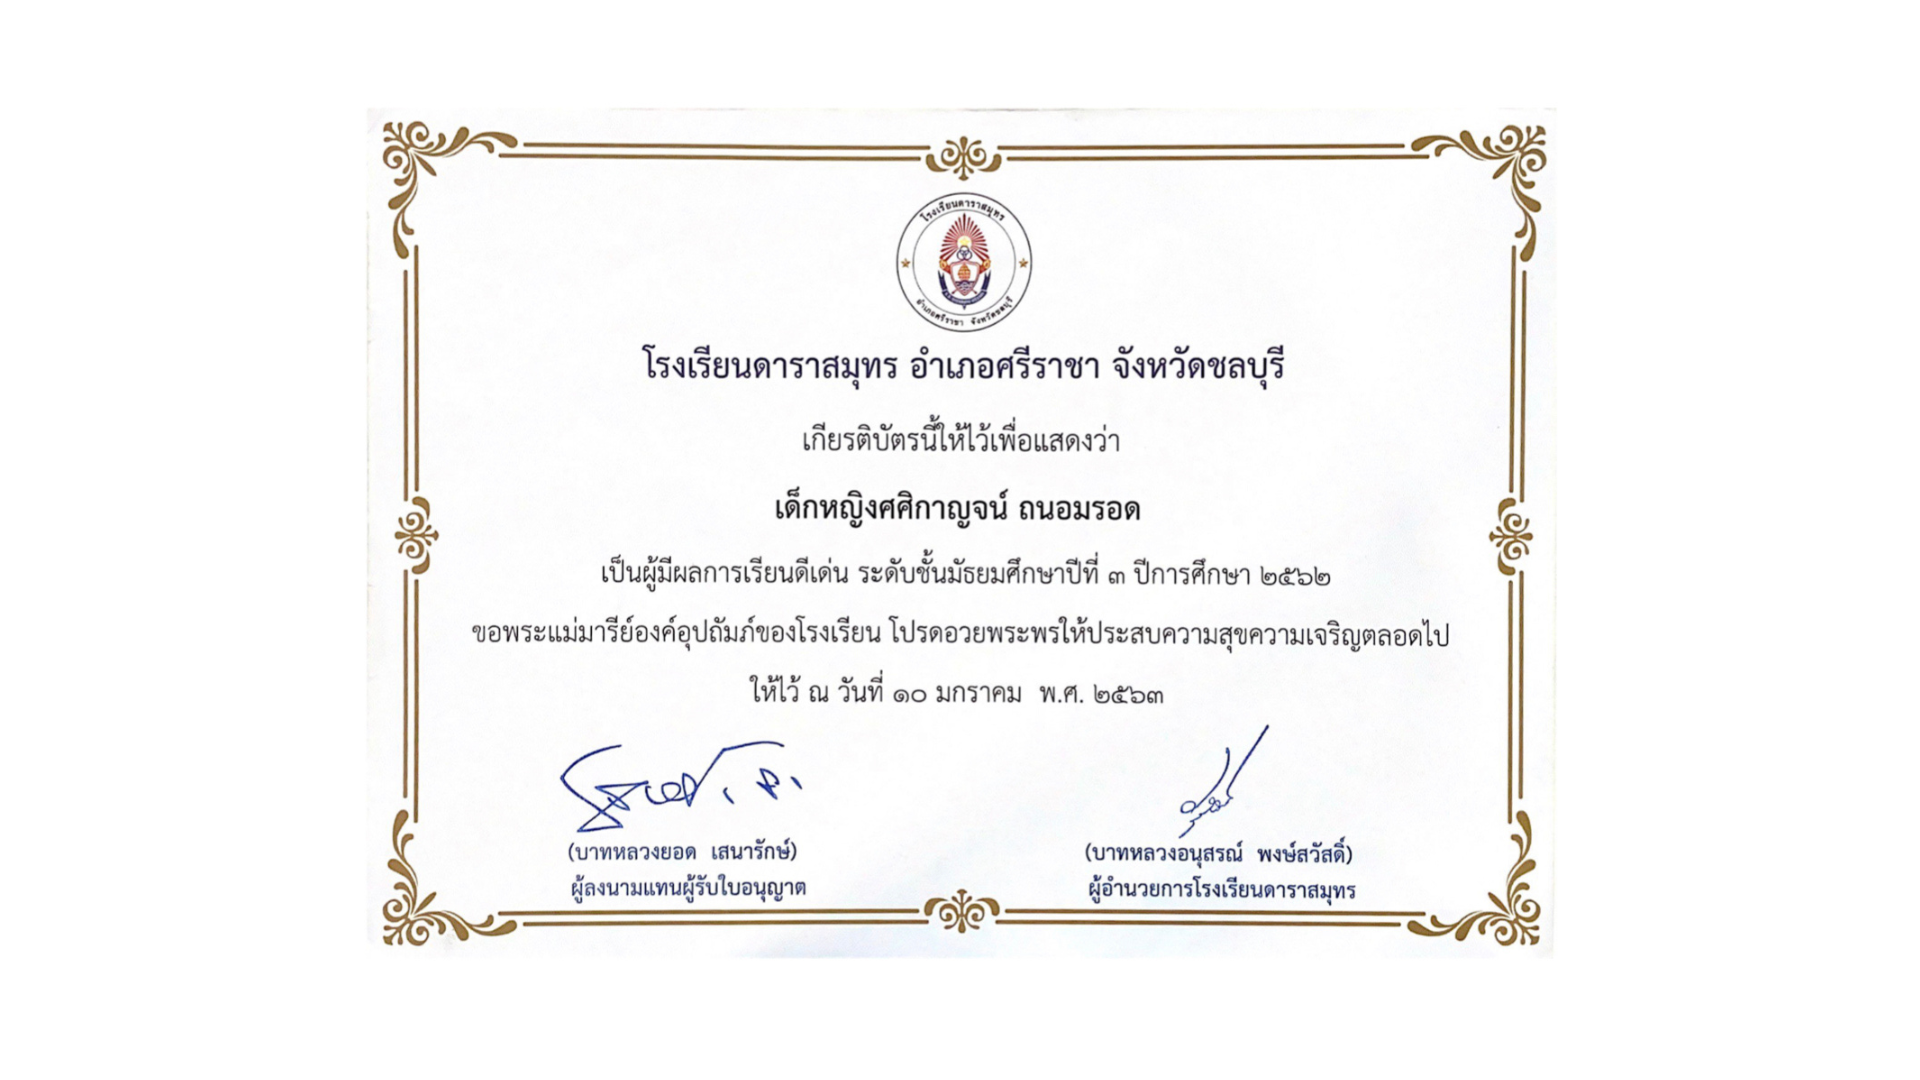 โรงเรียนดาราสมุทร
อำเภอศรีราชา จังหวัดชลบุรี
โรงเรียนดาราสมุทร อำเภอศรีราชา จังหวัดชลบุรี
เกียรติบัตรนี้ให้ไว้เพื่อแสดงว่า
เด็กหญิงศศิกาญจน์ ถนอมรอด
เป็นผู้มีผลการเรียนดีเด่น ระดับชั้นมัธยมศึกษาปีที่ ๓ ปีการศึกษา ๒๕๖๒
ขอพระแม่มารีย์องค์อุปถัมภ์ของโรงเรียน โปรดอวยพระพรให้ประสบความสุขความเจริญตลอดไป
ให้ไว้ ณ วันที่ ๑๐ มกราคม พ.ศ. ๒๕๖๓
(บาทหลวงยอด เสนารักษ์)
ผู้ลงนามแทนผู้รับใบอนุญาต
(บาทหลวงอนุสรณ์ พงษ์สวัสดิ์)
ผู้อำนวยการโรงเรียนดาราสมุทร